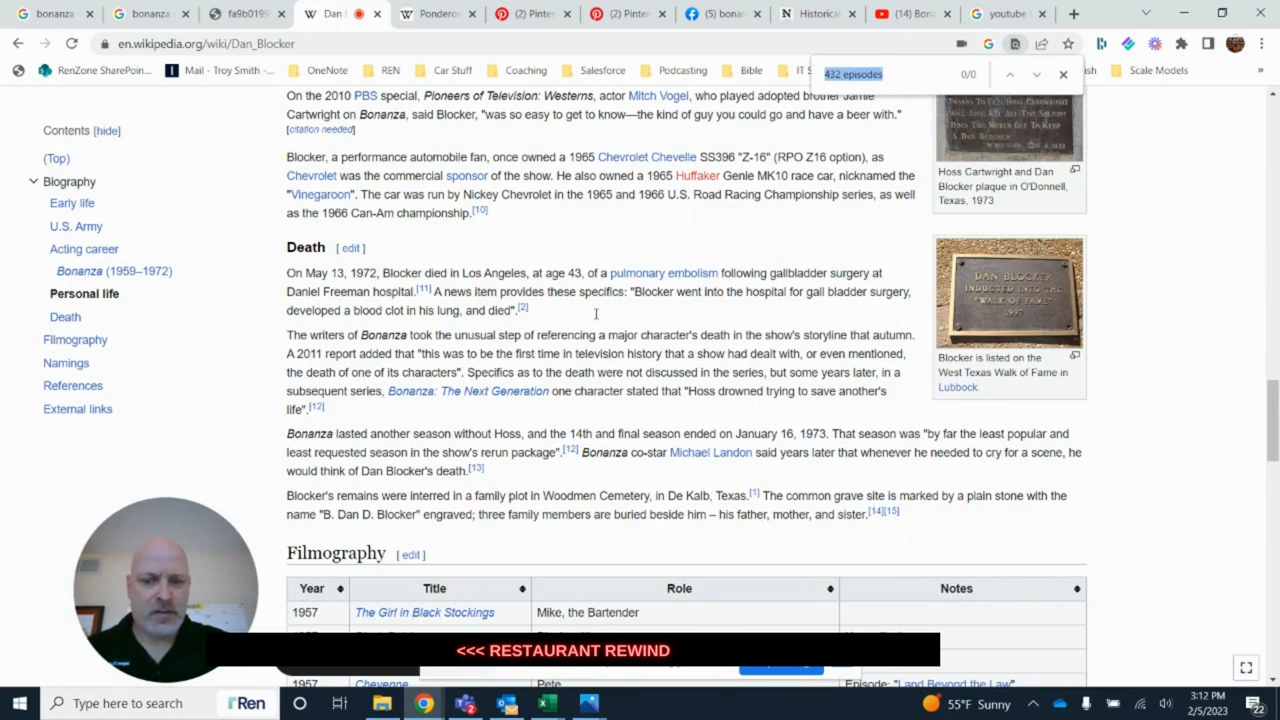 bonanza
bonanza
fa9b0199
Dan
Ponderos
(2) Pinter
(2) Pinter
(5) bonan
Historical
(14) Bona
youtube
en.wikipedia.org/wiki/Dan_Blocker
RenZone SharePoin...
Mail - Troy Smith -...
OneNote
REN
Car Stuff
Coaching
Salesforce
Podcasting
Bible
IT S
Scale Models
»
432 episodes
0/0
Contents [hide]
(Top)
Biography
Early life
U.S. Army
Acting career
Bonanza (1959–1972)
Personal life
Death
Filmography
Namings
References
External links
On the 2010 PBS special, Pioneers of Television: Westerns, actor Mitch Vogel, who played adopted brother Jamie
Cartwright on Bonanza, said Blocker, "was so easy to get to know—the kind of guy you could go and have a beer with."
[citation needed]
Blocker, a performance automobile fan, once owned a 1965 Chevrolet Chevelle SS396 "Z-16" (RPO Z16 option), as
Chevrolet was the commercial sponsor of the show. He also owned a 1965 Huffaker Genie MK10 race car, nicknamed the
"Vinegaroon". The car was run by Nickey Chevrolet in the 1965 and 1966 U.S. Road Racing Championship series, as well
as the 1966 Can-Am championship.[10]
Death [ edit ]
On May 13, 1972, Blocker died in Los Angeles, at age 43, of a pulmonary embolism following gallbladder surgery at
Daniel Freeman hospital.[11] A news item provides these specifics: "Blocker went into the hospital for gall bladder surgery,
developed a blood clot in his lung, and died".[2]
The writers of Bonanza took the unusual step of referencing a major character's death in the show's storyline that autumn.
A 2011 report added that "this was to be the first time in television history that a show had dealt with, or even mentioned,
the death of one of its characters". Specifics as to the death were not discussed in the series, but some years later, in a
subsequent series, Bonanza: The Next Generation one character stated that "Hoss drowned trying to save another's
life".[12]
Bonanza lasted another season without Hoss, and the 14th and final season ended on January 16, 1973. That season was "by far the least popular and
least requested season in the show's rerun package".[12] Bonanza co-star Michael Landon said years later that whenever he needed to cry for a scene, he
would think of Dan Blocker's death.[13]
Blocker's remains were interred in a family plot in Woodmen Cemetery, in De Kalb, Texas.[1] The common grave site is marked by a plain stone with the
name "B. Dan D. Blocker" engraved; three family members are buried beside him – his father, mother, and sister.[14][15]
Hoss Cartwright and Dan
Blocker plaque in O'Donnell,
Texas, 1973
DAN BLOCKER
INDUCTED INTO THE
"WALK OF FAME"
1997
Blocker is listed on the
West Texas Walk of Fame in
Lubbock.
Filmography [ edit ]
Year Title Role Notes
1957 The Girl in Black Stockings Mike, the Bartender
<<< RESTAURANT REWIND
1957 Cheyenne Pete Episode: "Land Beyond the Law"
Type here to search
Ren
55°F Sunny
3:12 PM
2/5/2023
22